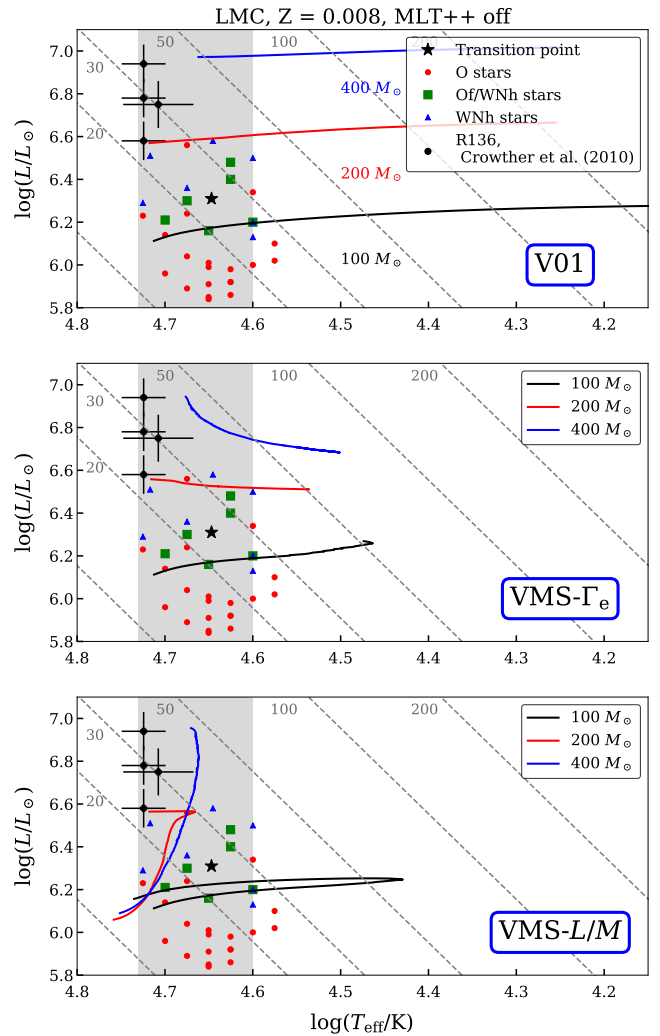 LMC, Z = 0.008, MLT++ off
7.0
6.8
6.6
6.4
6.2
6.0
5.8
log(L/L⊙)
30
20
50
100
200
400 M⊙
200 M⊙
100 M⊙
Transition point
O stars
Of/WNh stars
WNh stars
R136,
Crowther et al. (2010)
V01
4.8 4.7 4.6 4.5 4.4 4.3 4.2
7.0
6.8
6.6
6.4
6.2
6.0
5.8
log(L/L⊙)
30
20
50
100
200
100 M⊙
200 M⊙
400 M⊙
VMS-Γe
4.8 4.7 4.6 4.5 4.4 4.3 4.2
7.0
6.8
6.6
6.4
6.2
6.0
5.8
log(L/L⊙)
30
20
50
100
200
100 M⊙
200 M⊙
400 M⊙
VMS-L/M
4.8 4.7 4.6 4.5 4.4 4.3 4.2
log(Teff/K)